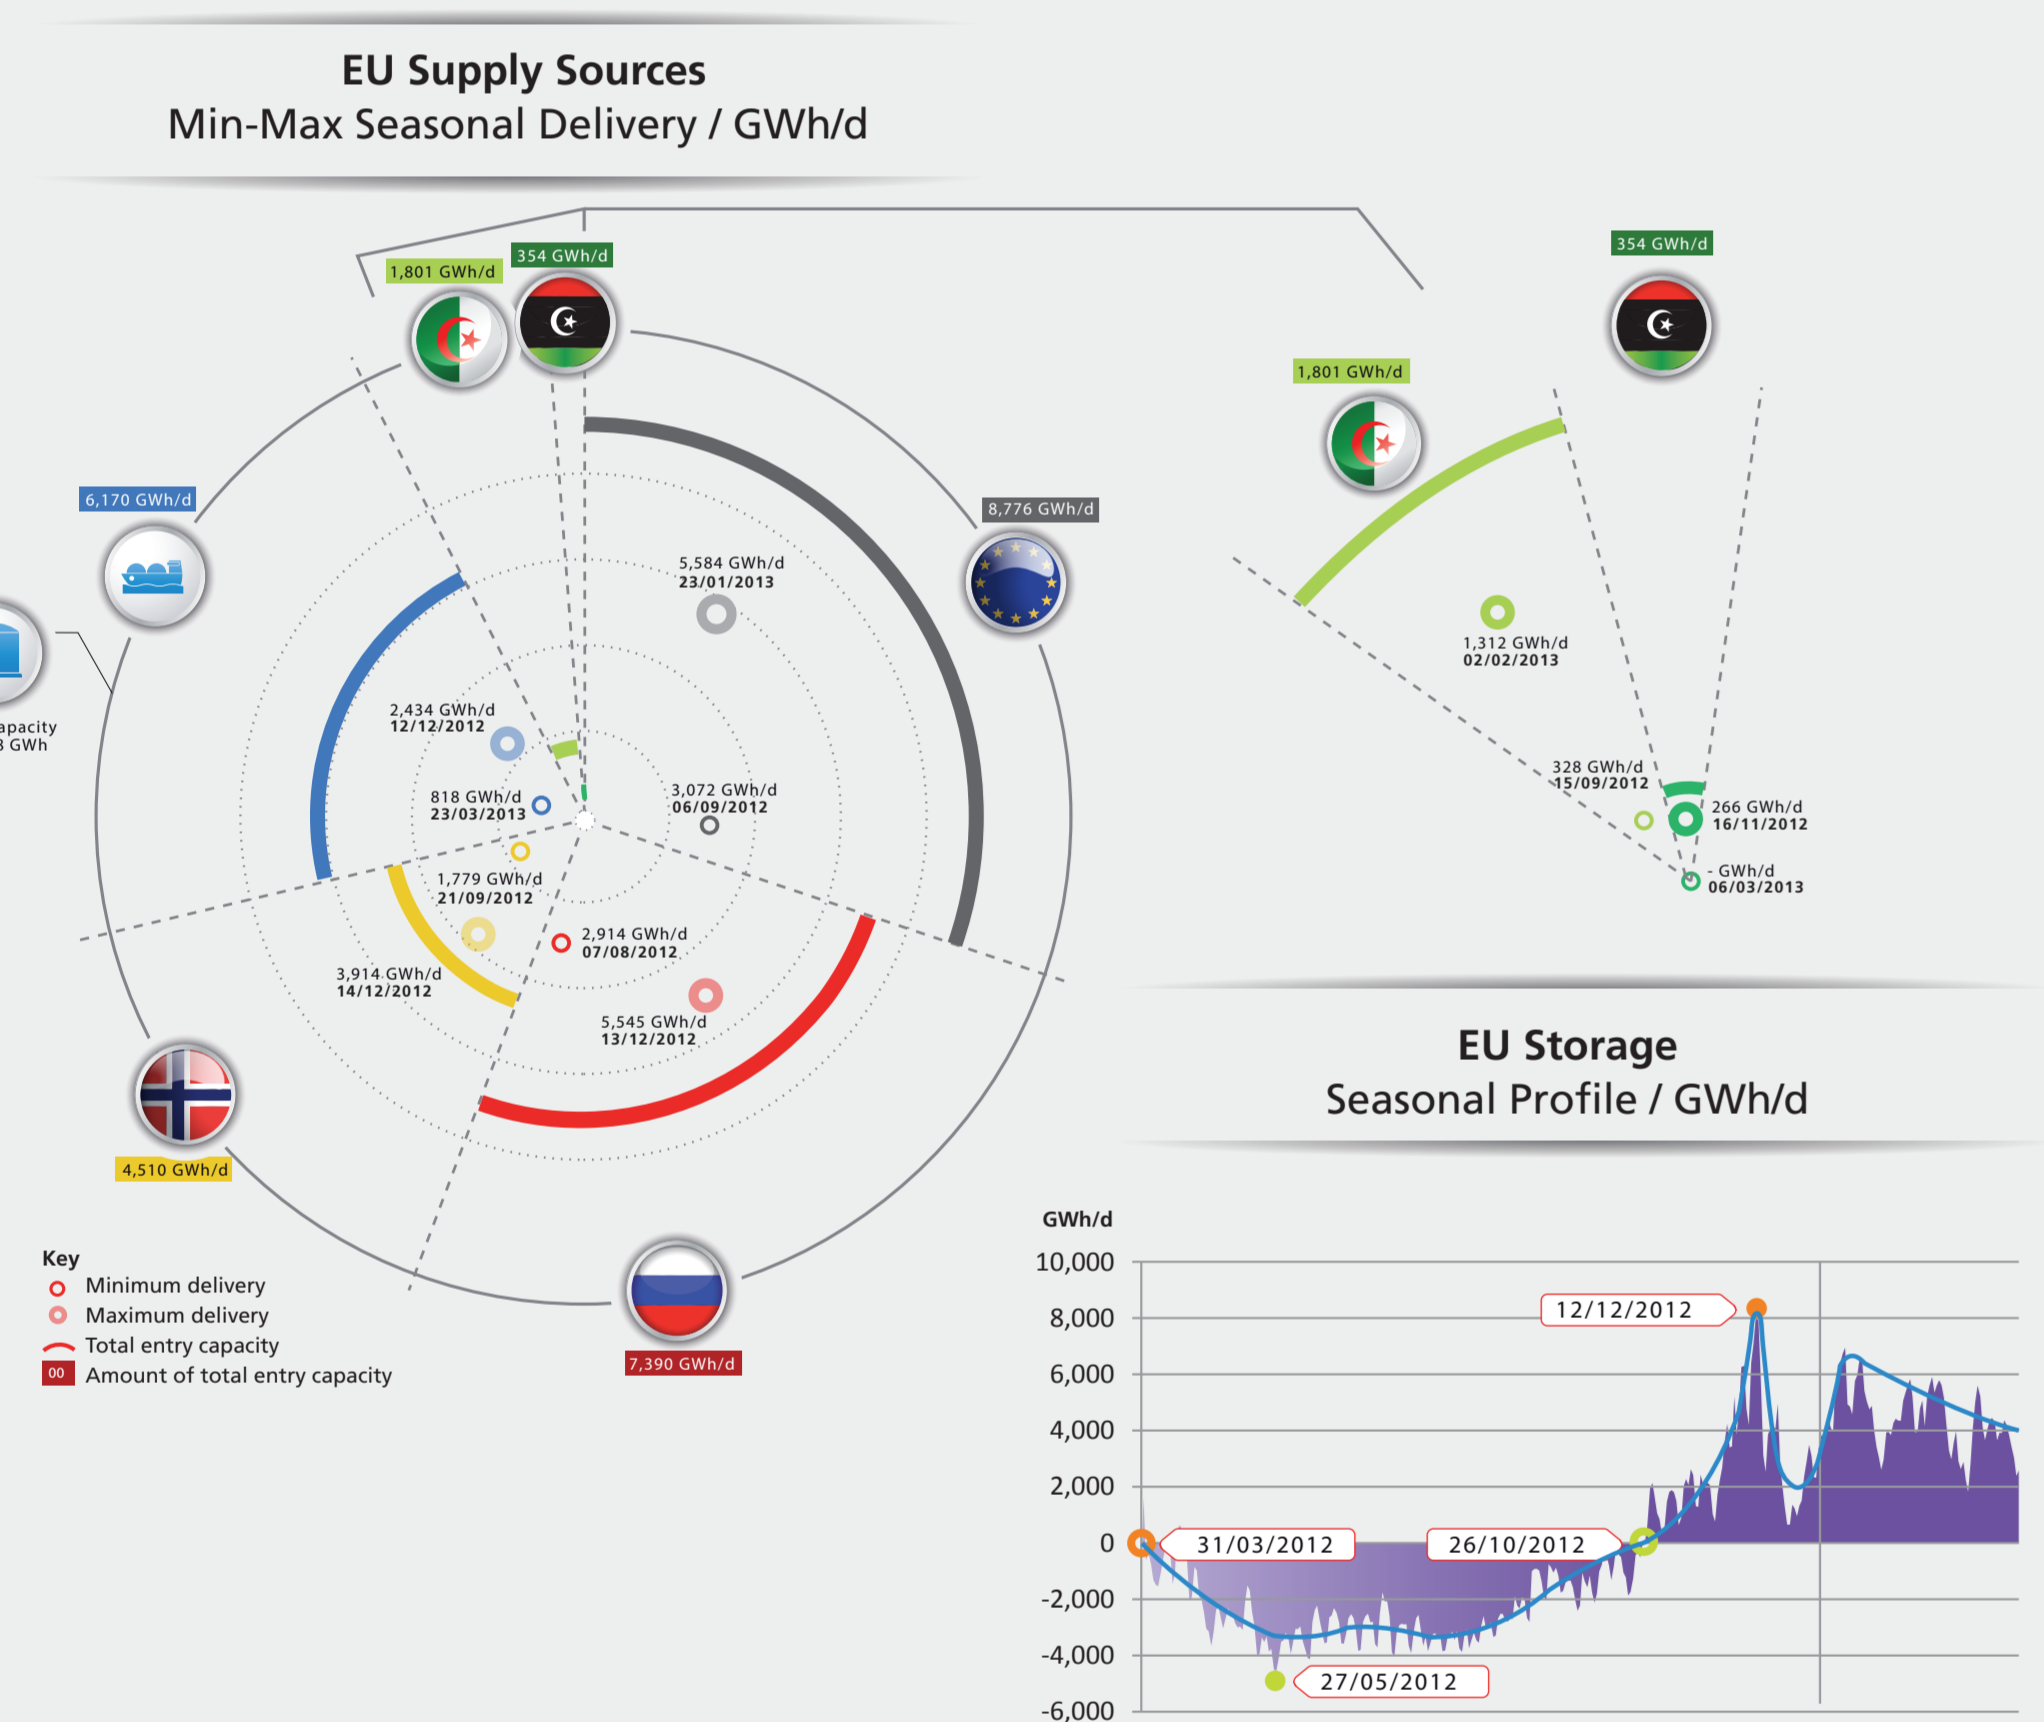 EU Supply Sources
Min-Max Seasonal Delivery / GWh/d
354 GWh/d
1,801 GWh/d
6,170 GWh/d
8,776 GWh/d
5,584 GWh/d
23/01/2013
2,434 GWh/d
12/12/2012
818 GWh/d
23/03/2013
3,072 GWh/d
06/09/2012
1,779 GWh/d
21/09/2012
2,914 GWh/d
07/08/2012
3,914 GWh/d
14/12/2012
5,545 GWh/d
13/12/2012
4,510 GWh/d
7,390 GWh/d
apacity
8 GWh
Key
Minimum delivery
Maximum delivery
Total entry capacity
00 Amount of total entry capacity
354 GWh/d
1,801 GWh/d
1,312 GWh/d
02/02/2013
328 GWh/d
15/09/2012
266 GWh/d
16/11/2012
- GWh/d
06/03/2013
EU Storage
Seasonal Profile / GWh/d
GWh/d
10,000
8,000
6,000
4,000
2,000
0
-2,000
-4,000
-6,000
12/12/2012
31/03/2012
26/10/2012
27/05/2012